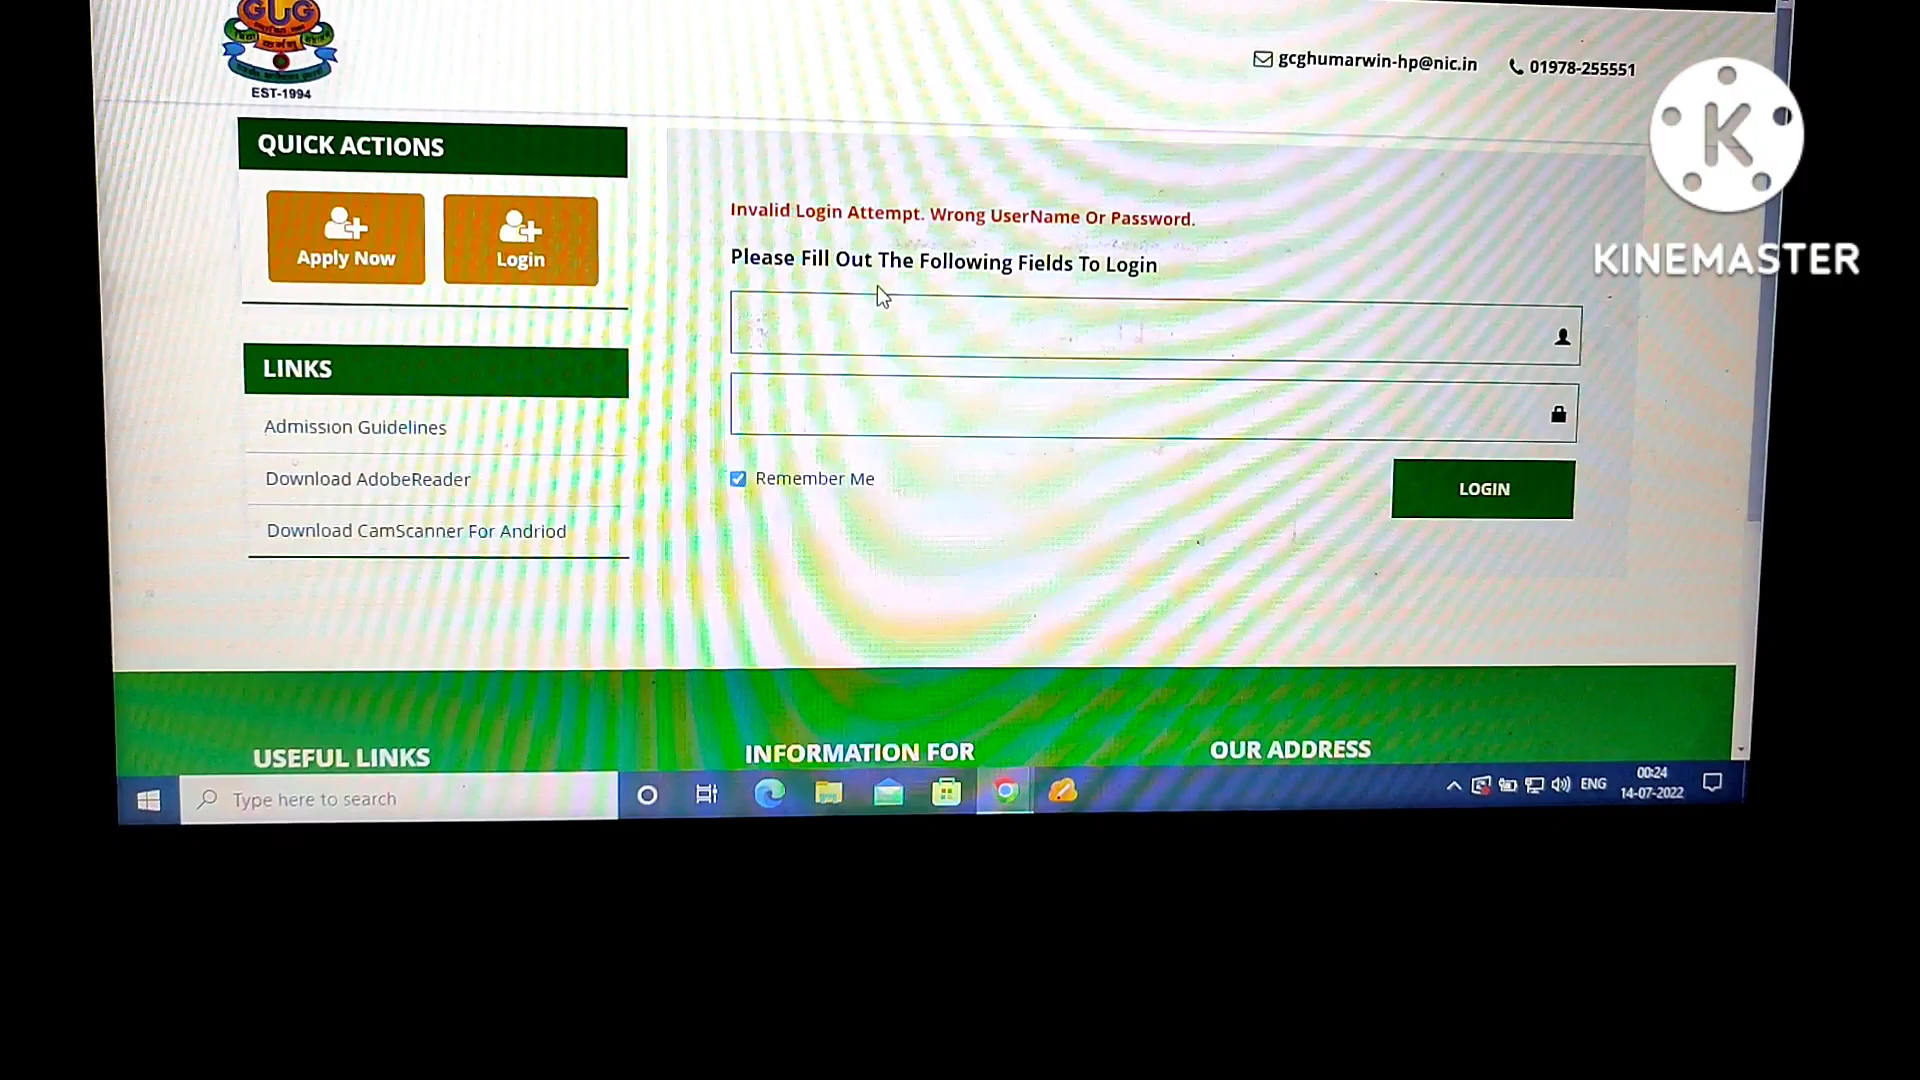 GCG
EST-1994
gcghumarwin-hp@nic.in
01978-255551
K
KINEMASTER
QUICK ACTIONS
Apply Now
Login
LINKS
Admission Guidelines
Download AdobeReader
Download CamScanner For Andriod
Invalid Login Attempt. Wrong UserName Or Password.
Please Fill Out The Following Fields To Login
Remember Me
LOGIN
USEFUL LINKS
INFORMATION FOR
OUR ADDRESS
Type here to search
ENG
00:24
14-07-2022